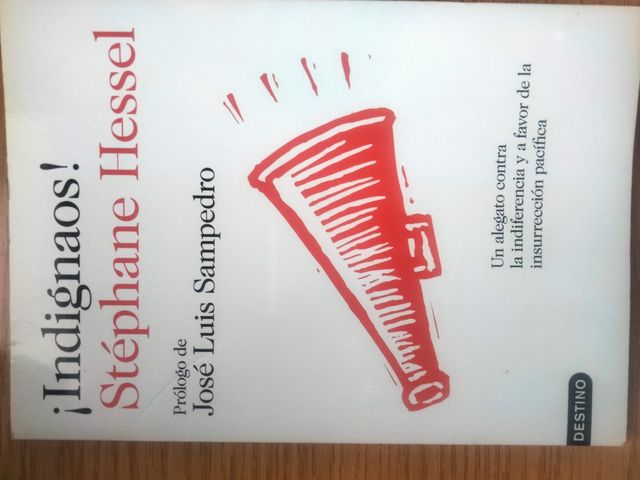 ¡Indignaos!
Stéphane Hessel
Prólogo de
José Luis Sampedro
Un alegato contra
la indiferencia y a favor de la
insurrección pacífica
DESTINO